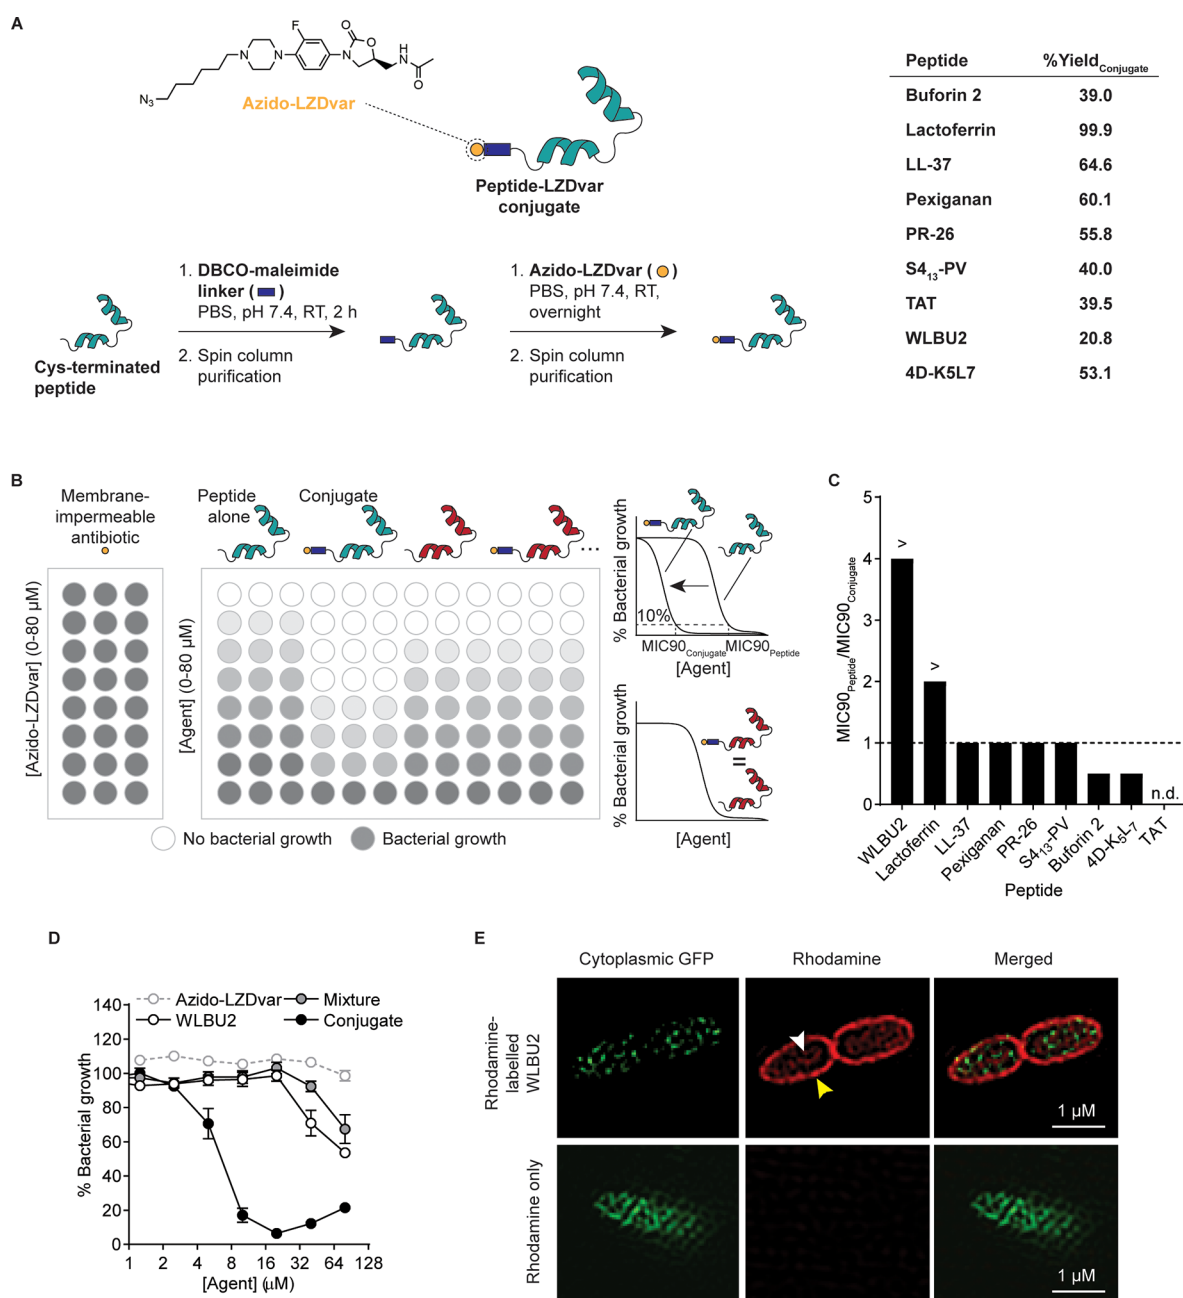 A
F
O
O
N
N
N
H
N
O
N3
Azido-LZDvar
Peptide-LZDvar
conjugate
1. DBCO-maleimide
linker ( )
PBS, pH 7.4, RT, 2 h
2. Spin column
purification
1. Azido-LZDvar ( )
PBS, pH 7.4, RT,
overnight
2. Spin column
purification
Cys-terminated
peptide
Peptide %YieldConjugate
Buforin 2 39.0
Lactoferrin 99.9
LL-37 64.6
Pexiganan 60.1
PR-26 55.8
S413-PV 40.0
TAT 39.5
WLBU2 20.8
4D-K5L7 53.1
B
Membrane-
impermeable
antibiotic
Peptide
alone
Conjugate
...
[Azido-LZDvar] (0-80 µM)
[Agent] (0-80 µM)
No bacterial growth
Bacterial growth
% Bacterial growth
10%
MIC90Conjugate
MIC90Peptide
[Agent]
% Bacterial growth
=
[Agent]
C
MIC90Peptide/MIC90Conjugate
5
4
3
2
1
0
>
>
n.d.
WLBU2
Lactoferrin
LL-37
Pexiganan
PR-26
S413-PV
Buforin 2
4D-K5L7
TAT
Peptide
D
% Bacterial growth
140
120
100
80
60
40
20
0
Azido-LZDvar
WLBU2
Mixture
Conjugate
1 2 4 8 16 32 64 128
[Agent] (µM)
E
Cytoplasmic GFP
Rhodamine
Merged
Rhodamine-
labelled
WLBU2
1 µM
Rhodamine only
1 µM